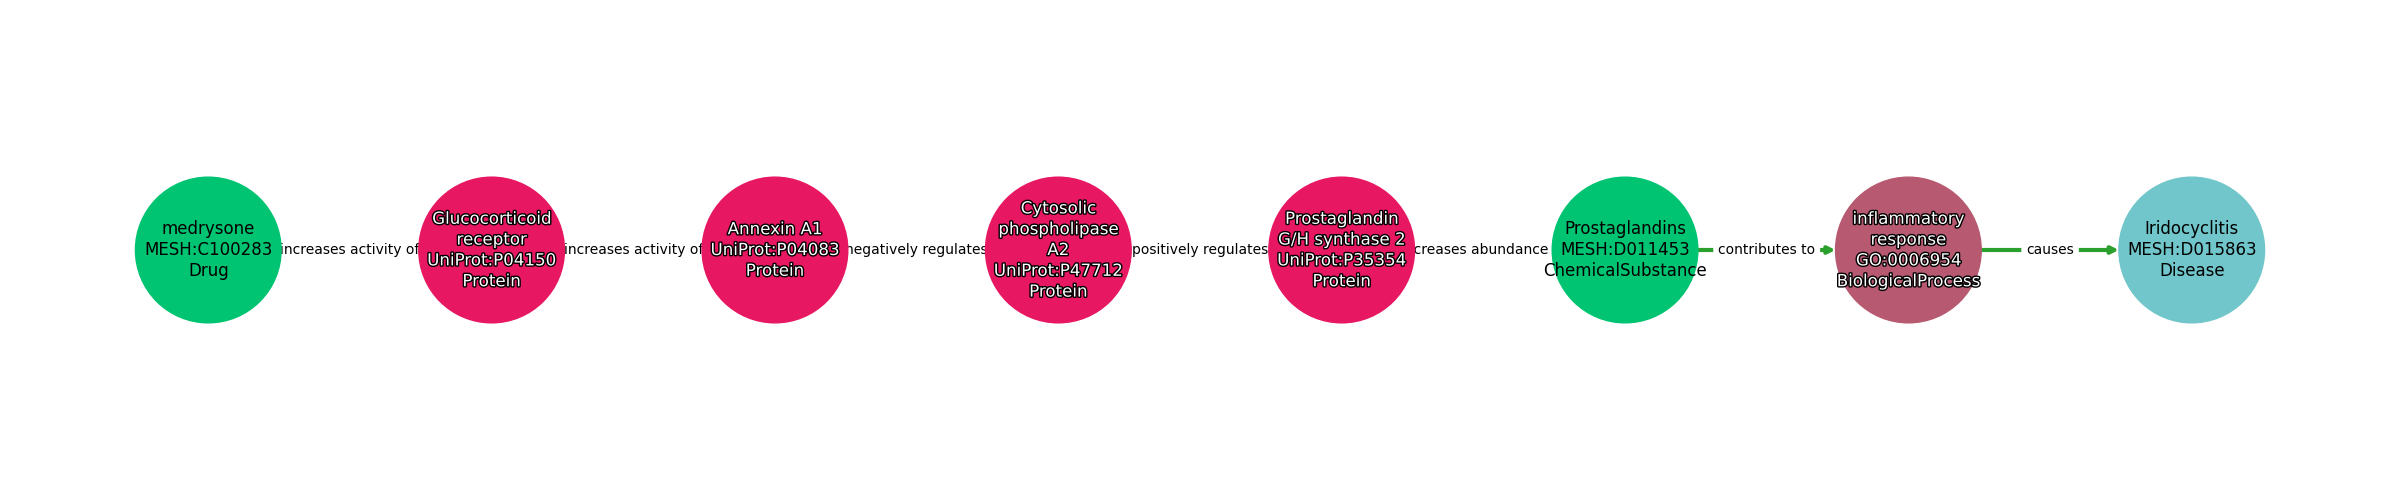 medrysone
MESH:C100283
Drug
increases activity of
Glucocorticoid
receptor
UniProt:P04150
Protein
increases activity of
Annexin A1
UniProt:P04083
Protein
negatively regulates
Cytosolic
phospholipase
A2
UniProt:P47712
Protein
positively regulates
Prostaglandin
G/H synthase 2
UniProt:P35354
Protein
creases abundance
Prostaglandins
MESH:D011453
ChemicalSubstance
contributes to
inflammatory
response
GO:0006954
BiologicalProcess
causes
Iridocyclitis
MESH:D015863
Disease